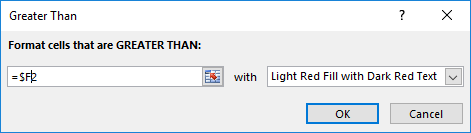 Greater Than
?
Format cells that are GREATER THAN:
=$F2 with Light Red Fill with Dark Red Text
OK Cancel